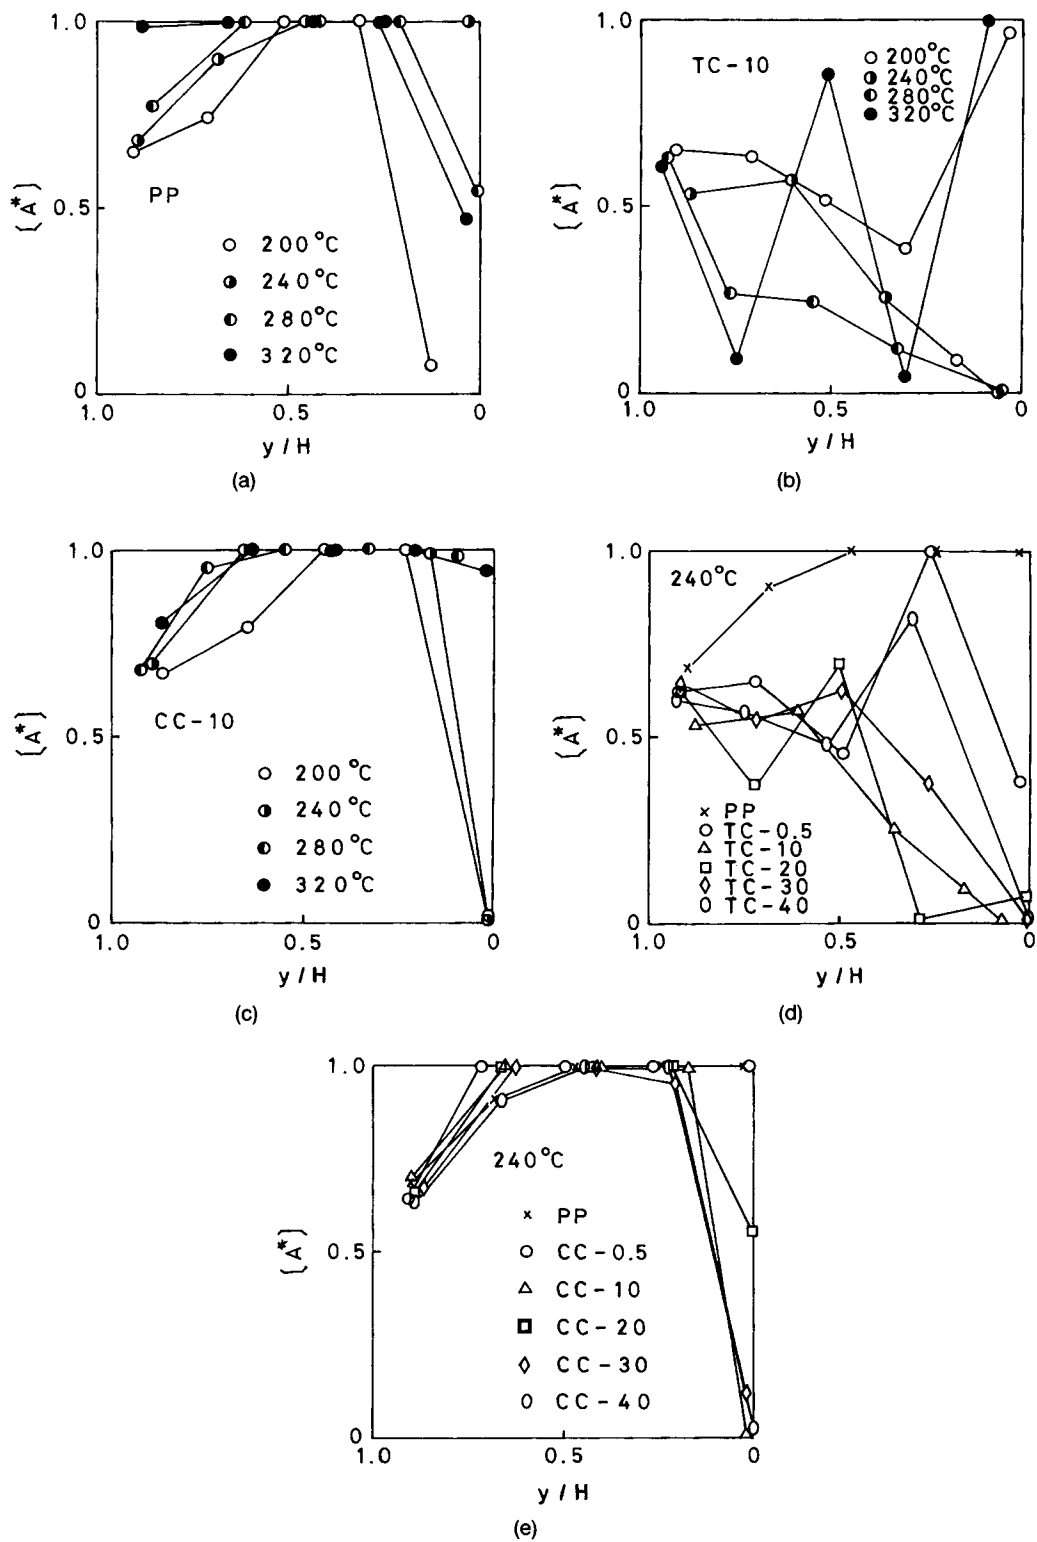 1.0
0.5
0
[A*]
PP
200°C
240°C
280°C
320°C
1.0 0.5 0
y / H
(a)
1.0
0.5
0
[A*]
TC-10
200°C
240°C
280°C
320°C
1.0 0.5 0
y / H
(b)
1.0
0.5
0
[A*]
CC-10
200°C
240°C
280°C
320°C
1.0 0.5 0
y / H
(c)
1.0
0.5
0
[A*]
240°C
PP
TC-0.5
TC-10
TC-20
TC-30
TC-40
1.0 0.5 0
y / H
(d)
1.0
0.5
0
[A*]
240°C
PP
CC-0.5
CC-10
CC-20
CC-30
CC-40
1.0 0.5 0
y / H
(e)